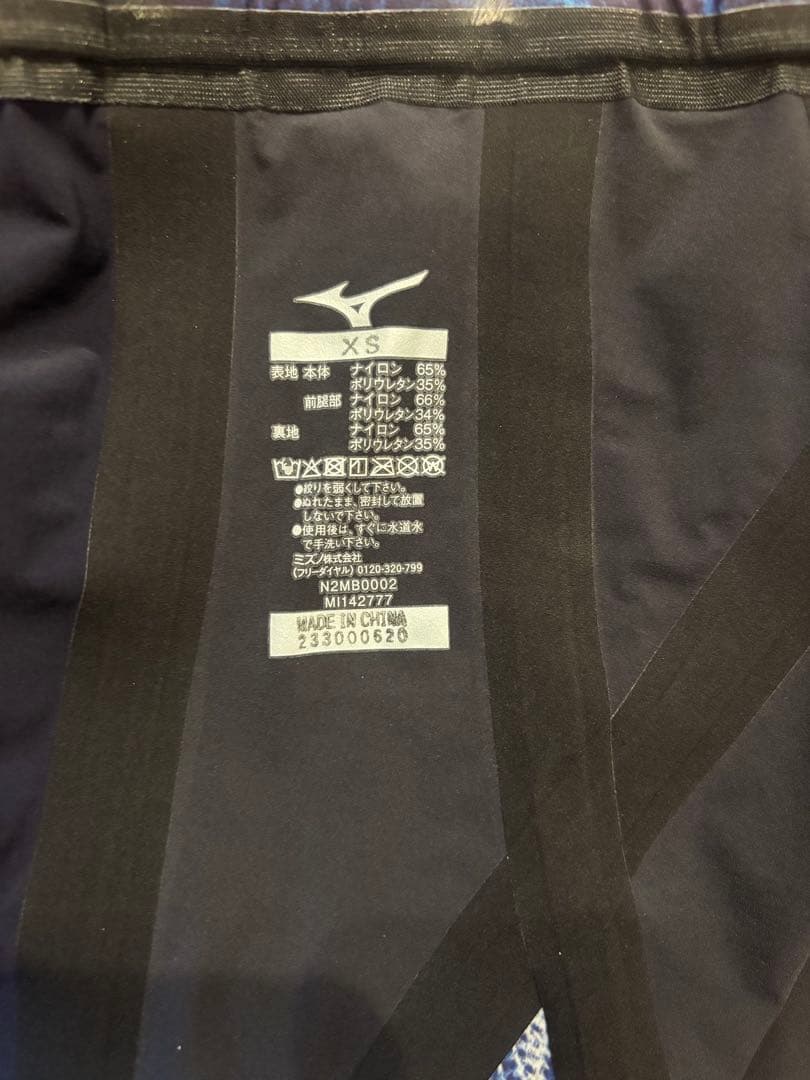 XS
表地 本体 ナイロン 65%
ポリウレタン35%
前腿部 ナイロン 66%
ポリウレタン34%
裏地 ナイロン 65%
ポリウレタン35%
●絞りを弱くして下さい。
●ぬれたまま、密封して放置
しないで下さい。
●使用後は、すぐに水道水
で手洗い下さい。
ミズノ株式会社
(フリーダイヤル) 0120-320-799
N2MB0002
MI142777
MADE IN CHINA
233000620